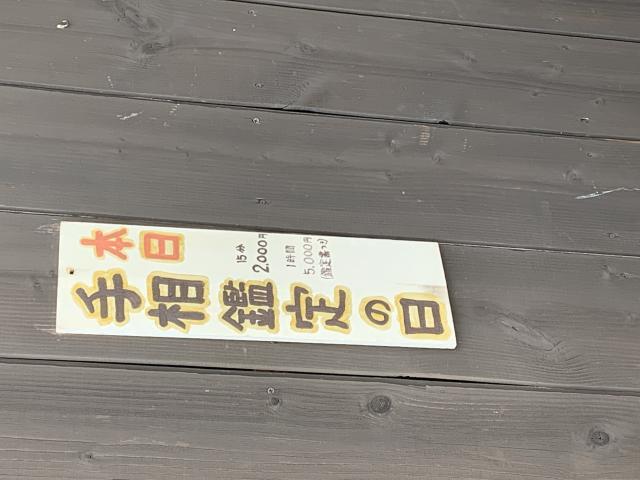 本日
手相鑑定の日
15分
2,000円
1時間
5,000円
(鑑定書つき)